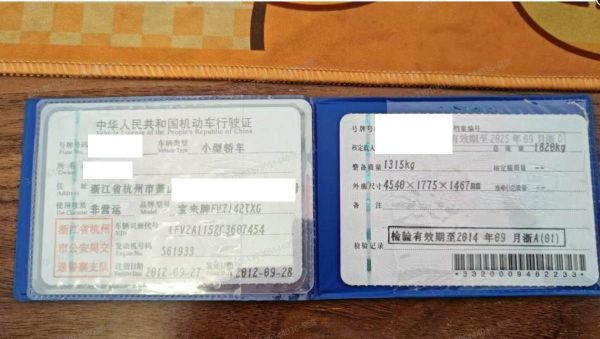 中华人民共和国机动车行驶证
Vehicle License of the People's Republic of China
号牌号码
Plate No.
车辆类型
Vehicle Type
小型轿车
所有人
Owner
住址
浙江省杭州市萧山
使用性质
Use Character
非营运
品牌型号
Model
宝来牌FV7142TXG
浙江省杭州
市公安局交
通警察支队
车辆识别代号
VIN
LFV2A1152C3607454
发动机号码
Engine No.
S61933
注册日期
Register Date
2012-09-27
发证日期
Issue Date
2012-09-28
号牌号码
档案编号
有效期至2025年09月浙A
核定载人数
总质量
1820kg
整备质量
1315kg
核定载质量
外廓尺寸
4540×1775×1467mm
准牵引总质量
备注
检验记录
检验有效期至2014年09月浙A(01)
*3320009462233*